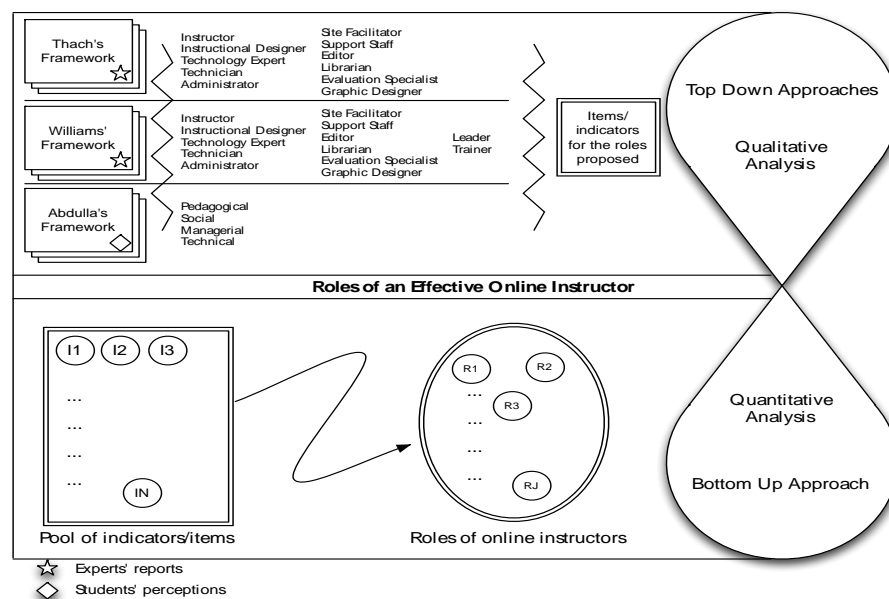 Thach's
Framework
Instructor
Instructional Designer
Technology Expert
Technician
Administrator
Site Facilitator
Support Staff
Editor
Librarian
Evaluation Specialist
Graphic Designer
Williams'
Framework
Instructor
Instructional Designer
Technology Expert
Technician
Administrator
Site Facilitator
Support Staff
Editor
Librarian
Evaluation Specialist
Graphic Designer
Leader
Trainer
Abdulla's
Framework
Pedagogical
Social
Managerial
Technical
Items/
indicators
for the roles
proposed
Top Down Approaches
Qualitative
Analysis
Roles of an Effective Online Instructor
I1 I2 I3
...
...
...
...
IN
Pool of indicators/items
R1 R2
...
R3
...
...
...
RJ
Roles of online instructors
Quantitative
Analysis
Bottom Up Approach
Experts' reports
Students' perceptions